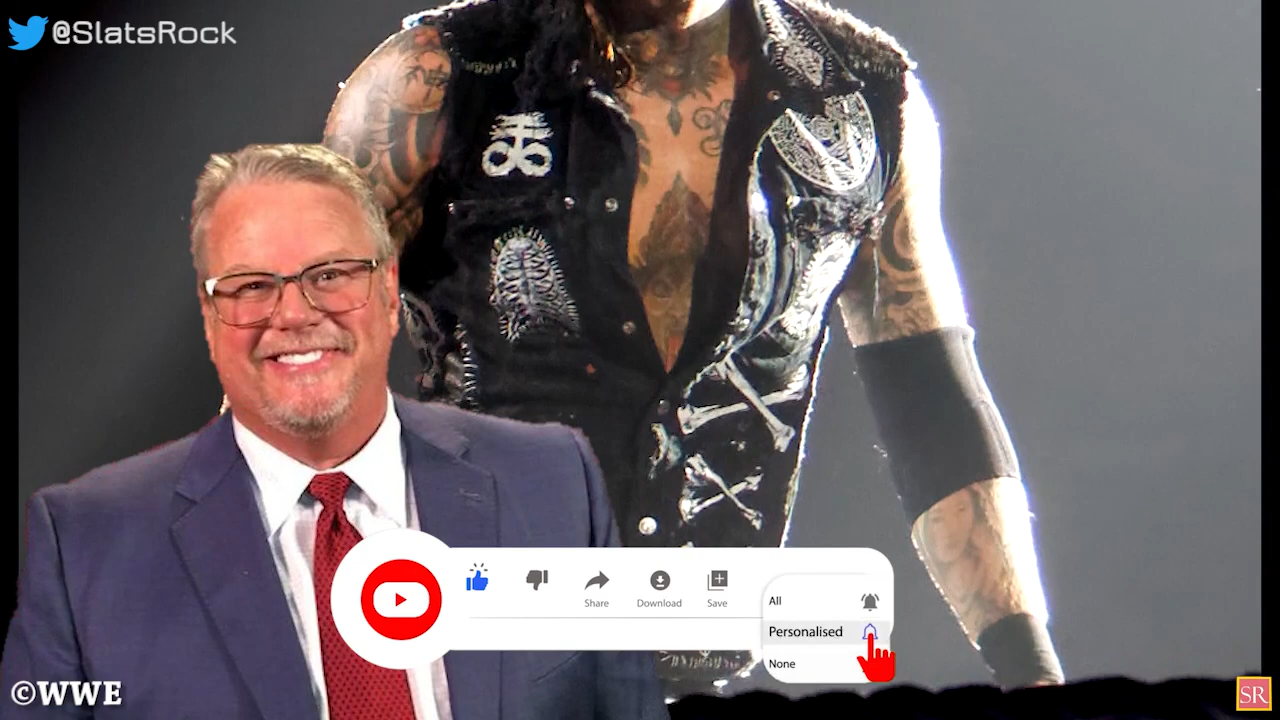 @SlatsRock
Share
Download
Save
All
Personalised
None
©WWE
SR